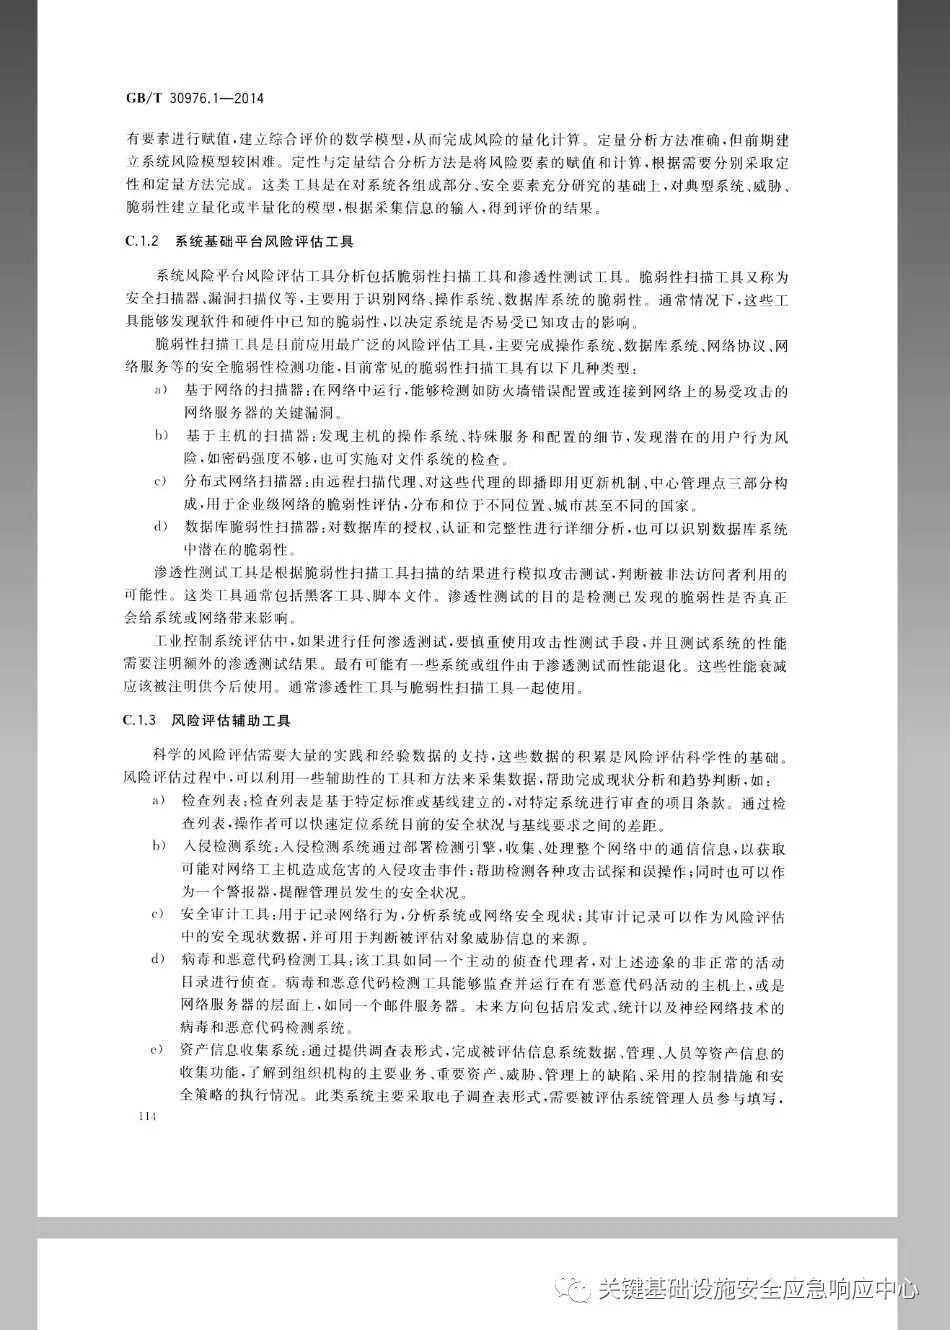 GB/T 30976.1—2014
有要素进行赋值,建立综合评价的数学模型,从而完成风险的量化计算。定量分析方法准确,但前期建
立系统风险模型较困难。定性与定量结合分析方法是将风险要素的赋值和计算,根据需要分别采取定
性和定量方法完成。这类工具是在对系统各组成部分、安全要素充分研究的基础上,对典型系统、威胁、
脆弱性建立量化或半量化的模型,根据采集信息的输入,得到评价的结果。
C.1.2 系统基础平台风险评估工具
系统风险平台风险评估工具分析包括脆弱性扫描工具和渗透性测试工具。脆弱性扫描工具又称为
安全扫描器、漏洞扫描仪等,主要用于识别网络、操作系统、数据库系统的脆弱性。通常情况下,这些工
具能够发现软件和硬件中已知的脆弱性,以决定系统是否易受已知攻击的影响。
脆弱性扫描工具是目前应用最广泛的风险评估工具,主要完成操作系统、数据库系统、网络协议、网
络服务等的安全脆弱性检测功能,目前常见的脆弱性扫描工具有以下几种类型:
a) 基于网络的扫描器:在网络中运行,能够检测如防火墙错误配置或连接到网络上的易受攻击的
网络服务器的关键漏洞。
b) 基于主机的扫描器:发现主机的操作系统、特殊服务和配置的细节,发现潜在的用户行为风
险,如密码强度不够,也可实施对文件系统的检查。
c) 分布式网络扫描器:由远程扫描代理、对这些代理的即播即用更新机制、中心管理点三部分构
成,用于企业级网络的脆弱性评估,分布和位于不同位置、城市甚至不同的国家。
d) 数据库脆弱性扫描器:对数据库的授权、认证和完整性进行详细分析,也可以识别数据库系统
中潜在的脆弱性。
渗透性测试工具是根据脆弱性扫描工具扫描的结果进行模拟攻击测试,判断被非法访问者利用的
可能性。这类工具通常包括黑客工具、脚本文件。渗透性测试的目的是检测已发现的脆弱性是否真正
会给系统或网络带来影响。
工业控制系统评估中,如果进行任何渗透测试,要慎重使用攻击性测试手段,并且测试系统的性能
需要注明额外的渗透测试结果。最有可能有一些系统或组件由于渗透测试而性能退化。这些性能衰减
应该被注明供今后使用。通常渗透性工具与脆弱性扫描工具一起使用。
C.1.3 风险评估辅助工具
科学的风险评估需要大量的实践和经验数据的支持,这些数据的积累是风险评估科学性的基础。
风险评估过程中,可以利用一些辅助性的工具和方法来采集数据,帮助完成现状分析和趋势判断,如:
a) 检查列表:检查列表是基于特定标准或基线建立的,对特定系统进行审查的项目条款。通过检
查列表,操作者可以快速定位系统目前的安全状况与基线要求之间的差距。
b) 入侵检测系统:入侵检测系统通过部署检测引擎,收集、处理整个网络中的通信信息,以获取
可能对网络工主机造成危害的入侵攻击事件;帮助检测各种攻击试探和误操作;同时也可以作
为一个警报器,提醒管理员发生的安全状况。
c) 安全审计工具:用于记录网络行为,分析系统或网络安全现状;其审计记录可以作为风险评估
中的安全现状数据,并可用于判断被评估对象威胁信息的来源。
d) 病毒和恶意代码检测工具:该工具如同一个主动的侦查代理者,对上述迹象的非正常的活动
目录进行侦查。病毒和恶意代码检测工具能够监查并运行在有恶意代码活动的主机上,或是
网络服务器的层面上,如同一个邮件服务器。未来方向包括启发式、统计以及神经网络技术的
病毒和恶意代码检测系统。
e) 资产信息收集系统:通过提供调查表形式,完成被评估信息系统数据、管理、人员等资产信息的
收集功能,了解到组织机构的主要业务、重要资产、威胁、管理上的缺陷、采用的控制措施和安
全策略的执行情况。此类系统主要采取电子调查表形式,需要被评估系统管理人员参与填写,
114
关键基础设施安全应急响应中心